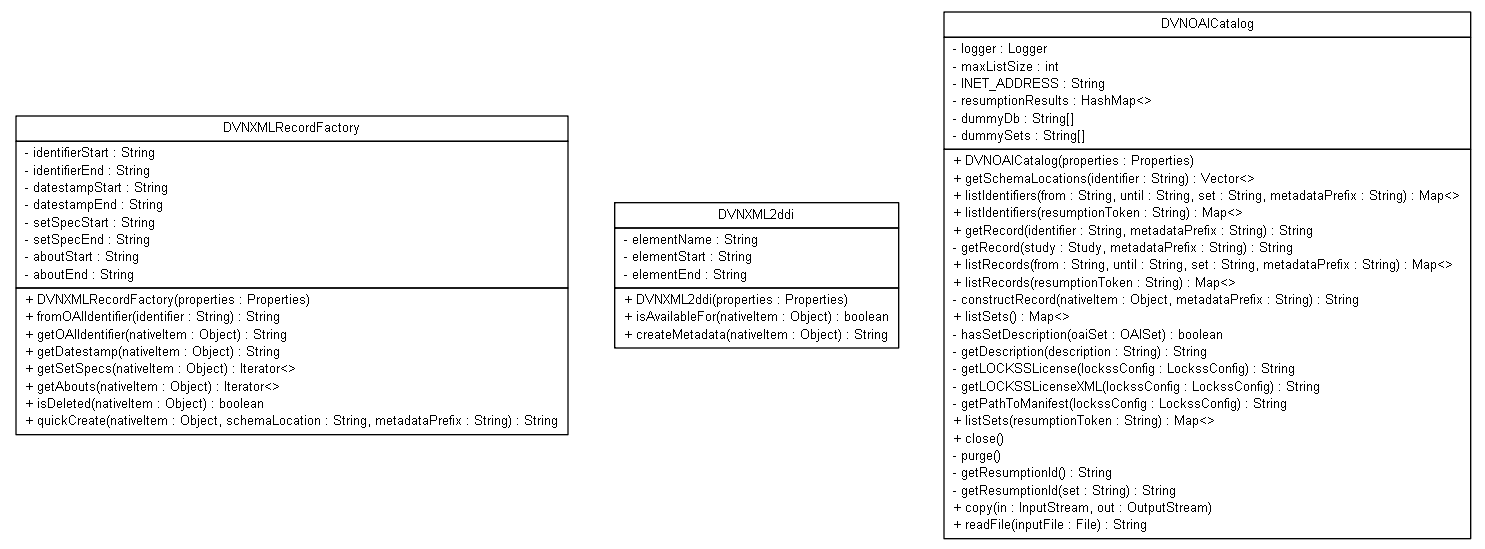 DVNXMLRecordFactory
- identifierStart : String
- identifierEnd : String
- datestampStart : String
- datestampEnd : String
- setSpecStart : String
- setSpecEnd : String
- aboutStart : String
- aboutEnd : String
+ DVNXMLRecordFactory(properties : Properties)
+ fromOAIIdentifier(identifier : String) : String
+ getOAIIdentifier(nativeItem : Object) : String
+ getDatestamp(nativeItem : Object) : String
+ getSetSpecs(nativeItem : Object) : Iterator<>
+ getAbouts(nativeItem : Object) : Iterator<>
+ isDeleted(nativeItem : Object) : boolean
+ quickCreate(nativeItem : Object, schemaLocation : String, metadataPrefix : String) : String
DVNXML2ddi
- elementName : String
- elementStart : String
- elementEnd : String
+ DVNXML2ddi(properties : Properties)
+ isAvailableFor(nativeItem : Object) : boolean
+ createMetadata(nativeItem : Object) : String
DVNOAICatalog
- logger : Logger
- maxListSize : int
- INET_ADDRESS : String
- resumptionResults : HashMap<>
- dummyDb : String[]
- dummySets : String[]
+ DVNOAICatalog(properties : Properties)
+ getSchemaLocations(identifier : String) : Vector<>
+ listIdentifiers(from : String, until : String, set : String, metadataPrefix : String) : Map<>
+ listIdentifiers(resumptionToken : String) : Map<>
+ getRecord(identifier : String, metadataPrefix : String) : String
- getRecord(study : Study, metadataPrefix : String) : String
+ listRecords(from : String, until : String, set : String, metadataPrefix : String) : Map<>
+ listRecords(resumptionToken : String) : Map<>
- constructRecord(nativeItem : Object, metadataPrefix : String) : String
+ listSets() : Map<>
- hasSetDescription(oaiSet : OAISet) : boolean
- getDescription(description : String) : String
- getLOCKSSLicense(lockssConfig : LockssConfig) : String
- getLOCKSSLicenseXML(lockssConfig : LockssConfig) : String
- getPathToManifest(lockssConfig : LockssConfig) : String
+ listSets(resumptionToken : String) : Map<>
+ close()
- purge()
- getResumptionId() : String
- getResumptionId(set : String) : String
+ copy(in : InputStream, out : OutputStream)
+ readFile(inputFile : File) : String